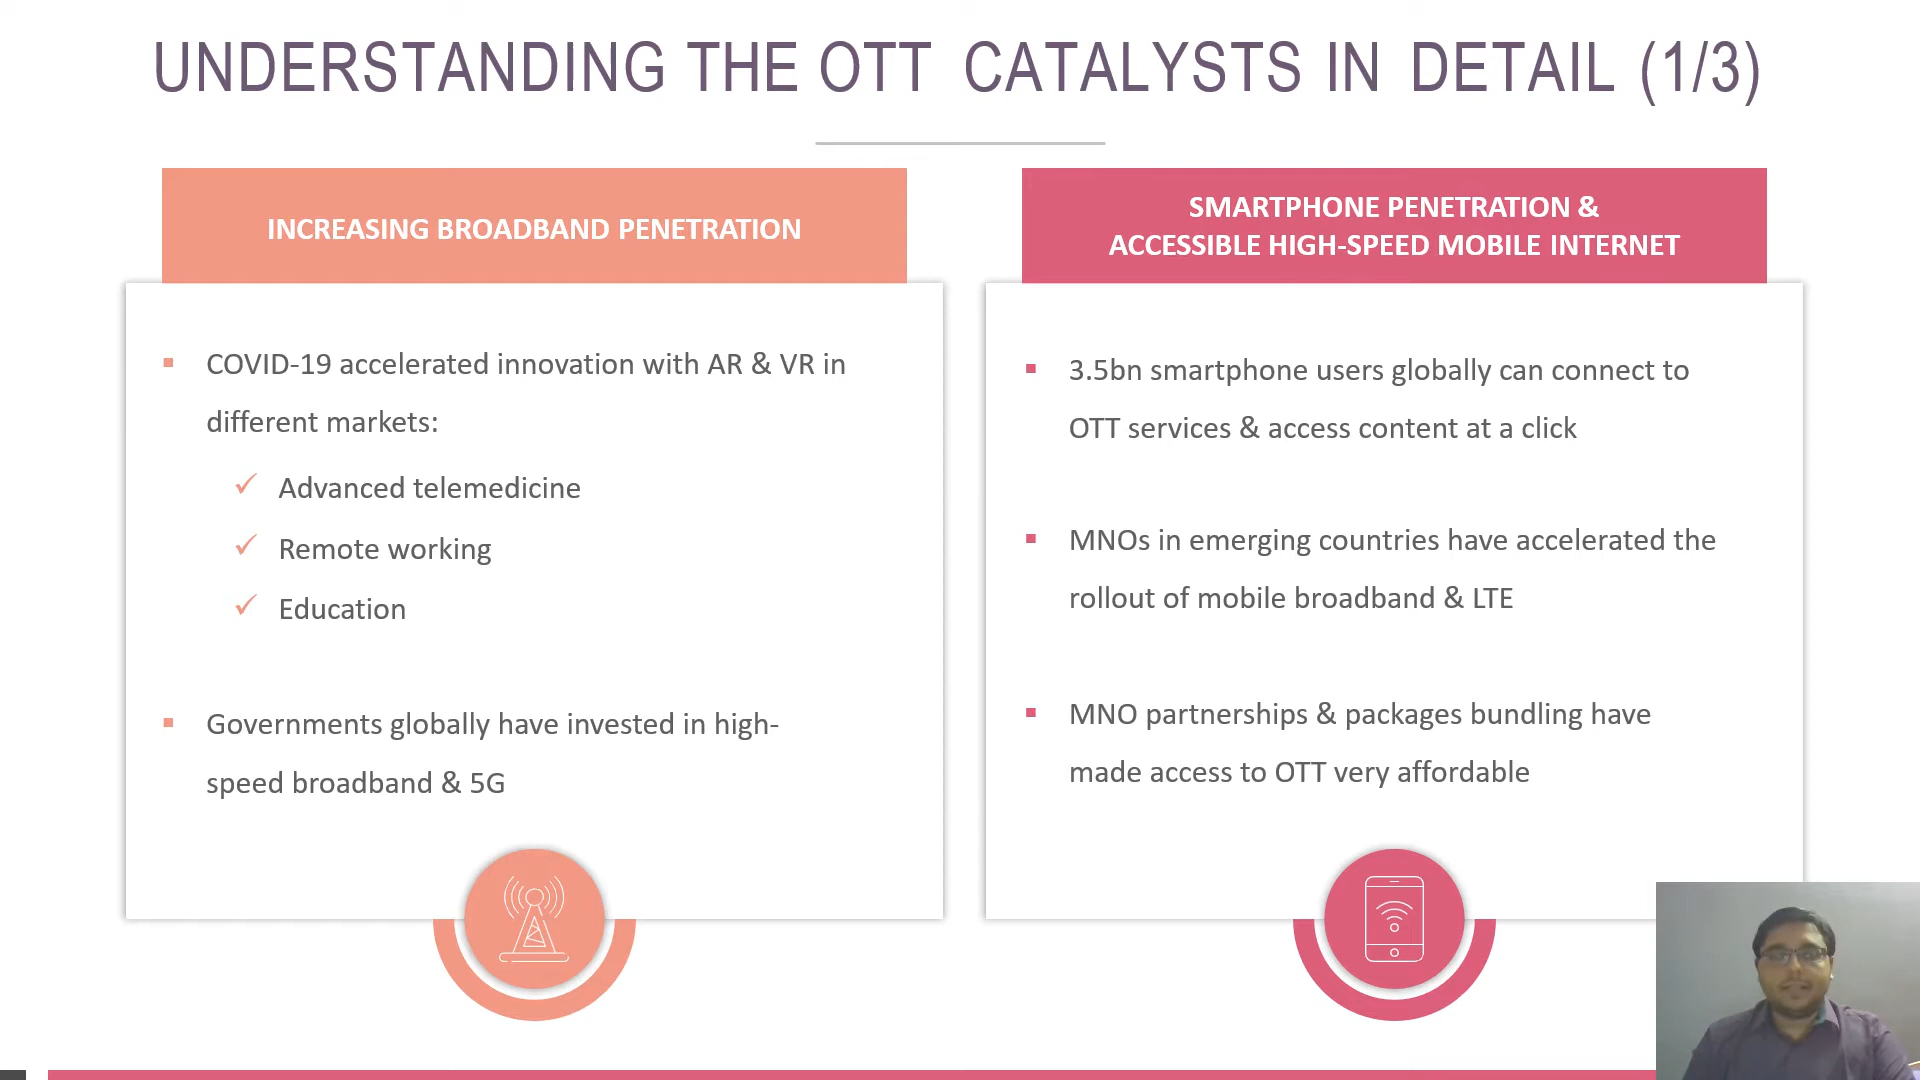 UNDERSTANDING THE OTT CATALYSTS IN DETAIL (1/3)
INCREASING BROADBAND PENETRATION
COVID-19 accelerated innovation with AR & VR in
different markets:
Advanced telemedicine
Remote working
Education
Governments globally have invested in high-
speed broadband & 5G
SMARTPHONE PENETRATION &
ACCESSIBLE HIGH-SPEED MOBILE INTERNET
3.5bn smartphone users globally can connect to
OTT services & access content at a click
MNOs in emerging countries have accelerated the
rollout of mobile broadband & LTE
MNO partnerships & packages bundling have
made access to OTT very affordable